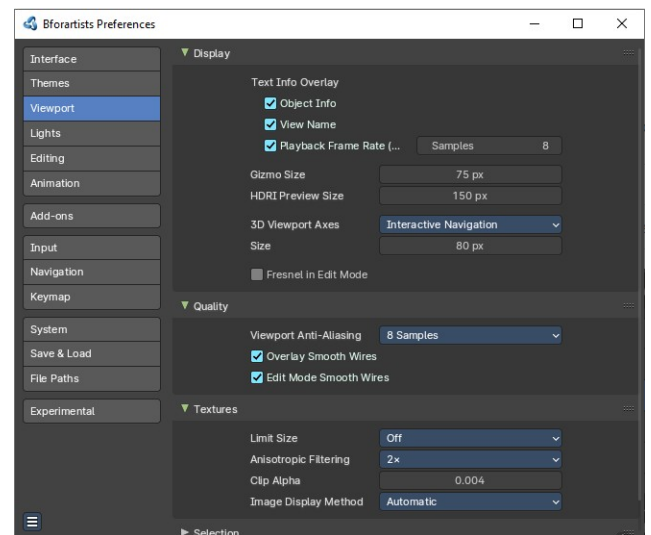 Bforartists Preferences
Interface
Themes
Viewport
Lights
Editing
Animation
Add-ons
Input
Navigation
Keymap
System
Save & Load
File Paths
Experimental
Display
Text Info Overlay
Object Info
View Name
Playback Frame Rate (... Samples 8
Gizmo Size 75 px
HDRI Preview Size 150 px
3D Viewport Axes Interactive Navigation
Size 80 px
Fresnel in Edit Mode
Quality
Viewport Anti-Aliasing 8 Samples
Overlay Smooth Wires
Edit Mode Smooth Wires
Textures
Limit Size Off
Anisotropic Filtering 2×
Clip Alpha 0.004
Image Display Method Automatic
Selection